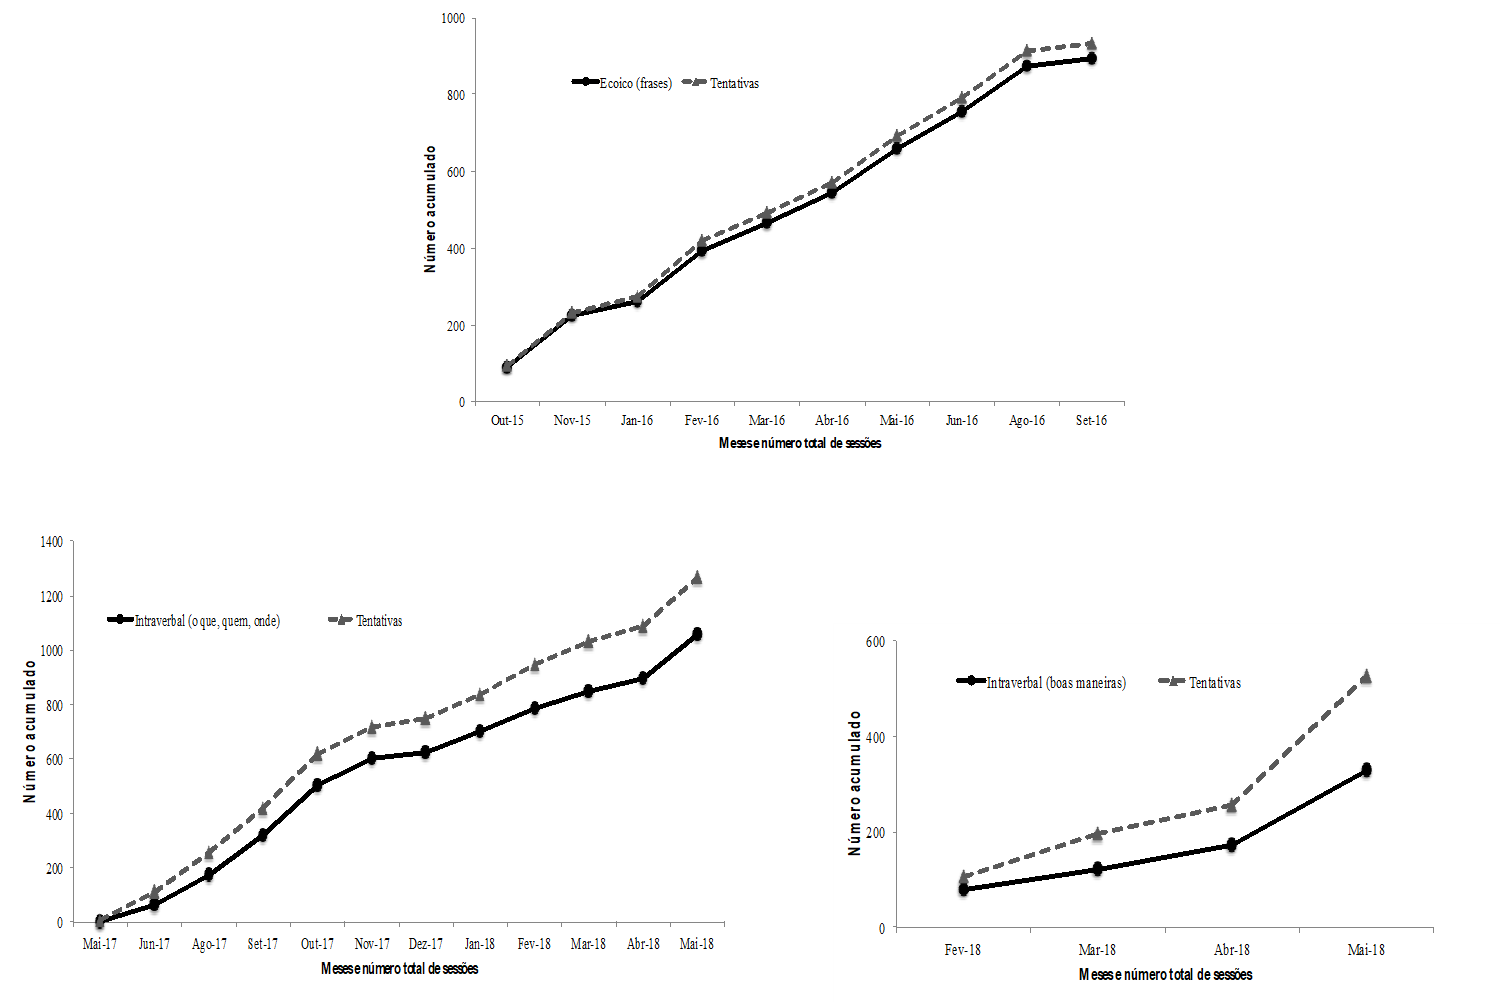 1000
800
600
400
200
0
Número acumulado
Ecoico (frases) Tentativas
Out-15 Nov-15 Jan-16 Fev-16 Mar-16 Abr-16 Mai-16 Jun-16 Ago-16 Set-16
Meses e número total de sessões
1400
1200
1000
800
600
400
200
0
Número acumulado
Intraverbal (o que, quem, onde) Tentativas
Mai-17 Jun-17 Ago-17 Set-17 Out-17 Nov-17 Dez-17 Jan-18 Fev-18 Mar-18 Abr-18 Mai-18
Meses e número total de sessões
600
400
200
0
Número acumulado
Intraverbal (boas maneiras) Tentativas
Fev-18 Mar-18 Abr-18 Mai-18
Meses e número total de sessões